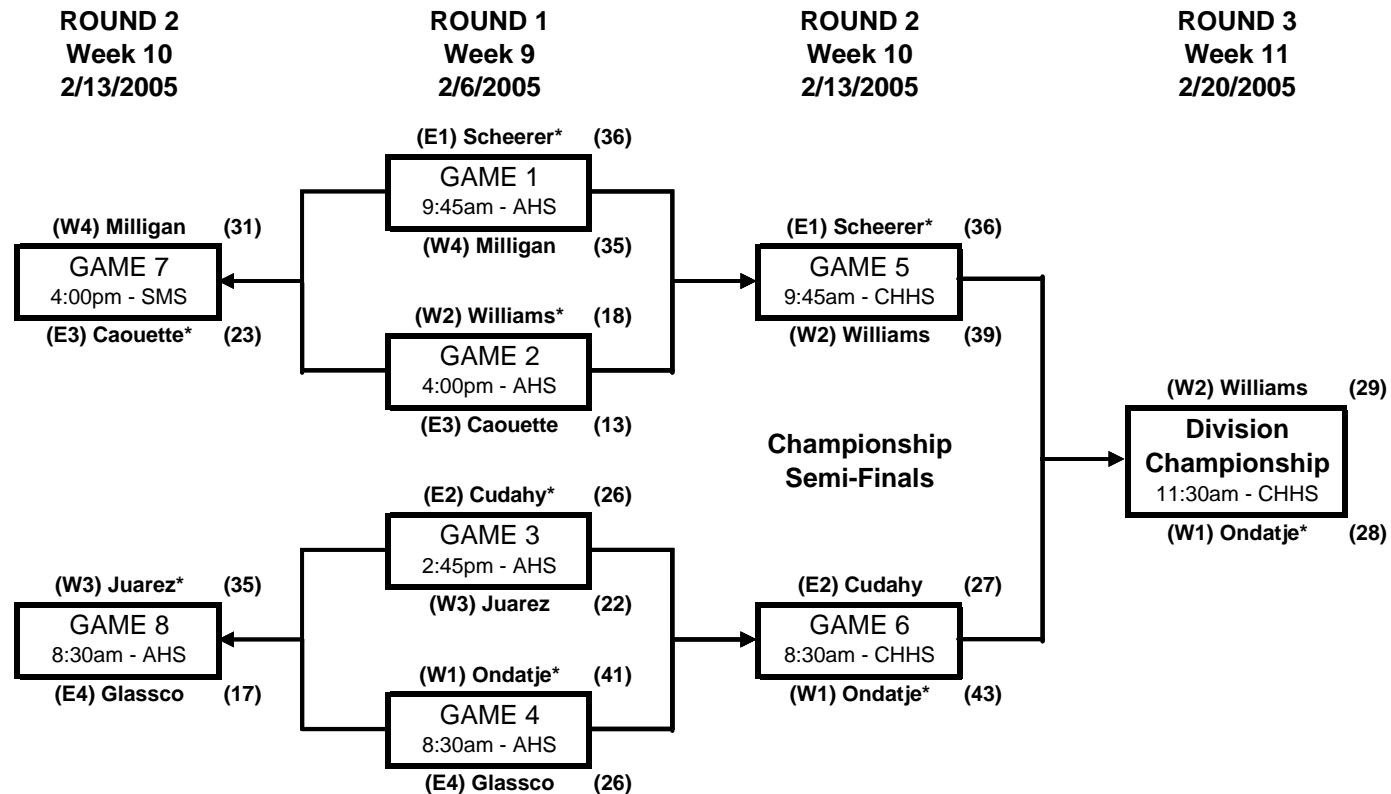 ROUND 2
Week 10
2/13/2005
ROUND 1
Week 9
2/6/2005
ROUND 2
Week 10
2/13/2005
ROUND 3
Week 11
2/20/2005
(W4) Milligan (31)
GAME 7
4:00pm - SMS
(E3) Caouette* (23)
(W3) Juarez* (35)
GAME 8
8:30am - AHS
(E4) Glassco (17)
(E1) Scheerer* (36)
GAME 1
9:45am - AHS
(W4) Milligan (35)
(W2) Williams* (18)
GAME 2
4:00pm - AHS
(E3) Caouette (13)
(E2) Cudahy* (26)
GAME 3
2:45pm - AHS
(W3) Juarez (22)
(W1) Ondatje* (41)
GAME 4
8:30am - AHS
(E4) Glassco (26)
(E1) Scheerer* (36)
GAME 5
9:45am - CHHS
(W2) Williams (39)
Championship
Semi-Finals
(E2) Cudahy (27)
GAME 6
8:30am - CHHS
(W1) Ondatje* (43)
(W2) Williams (29)
Division
Championship
11:30am - CHHS
(W1) Ondatje* (28)